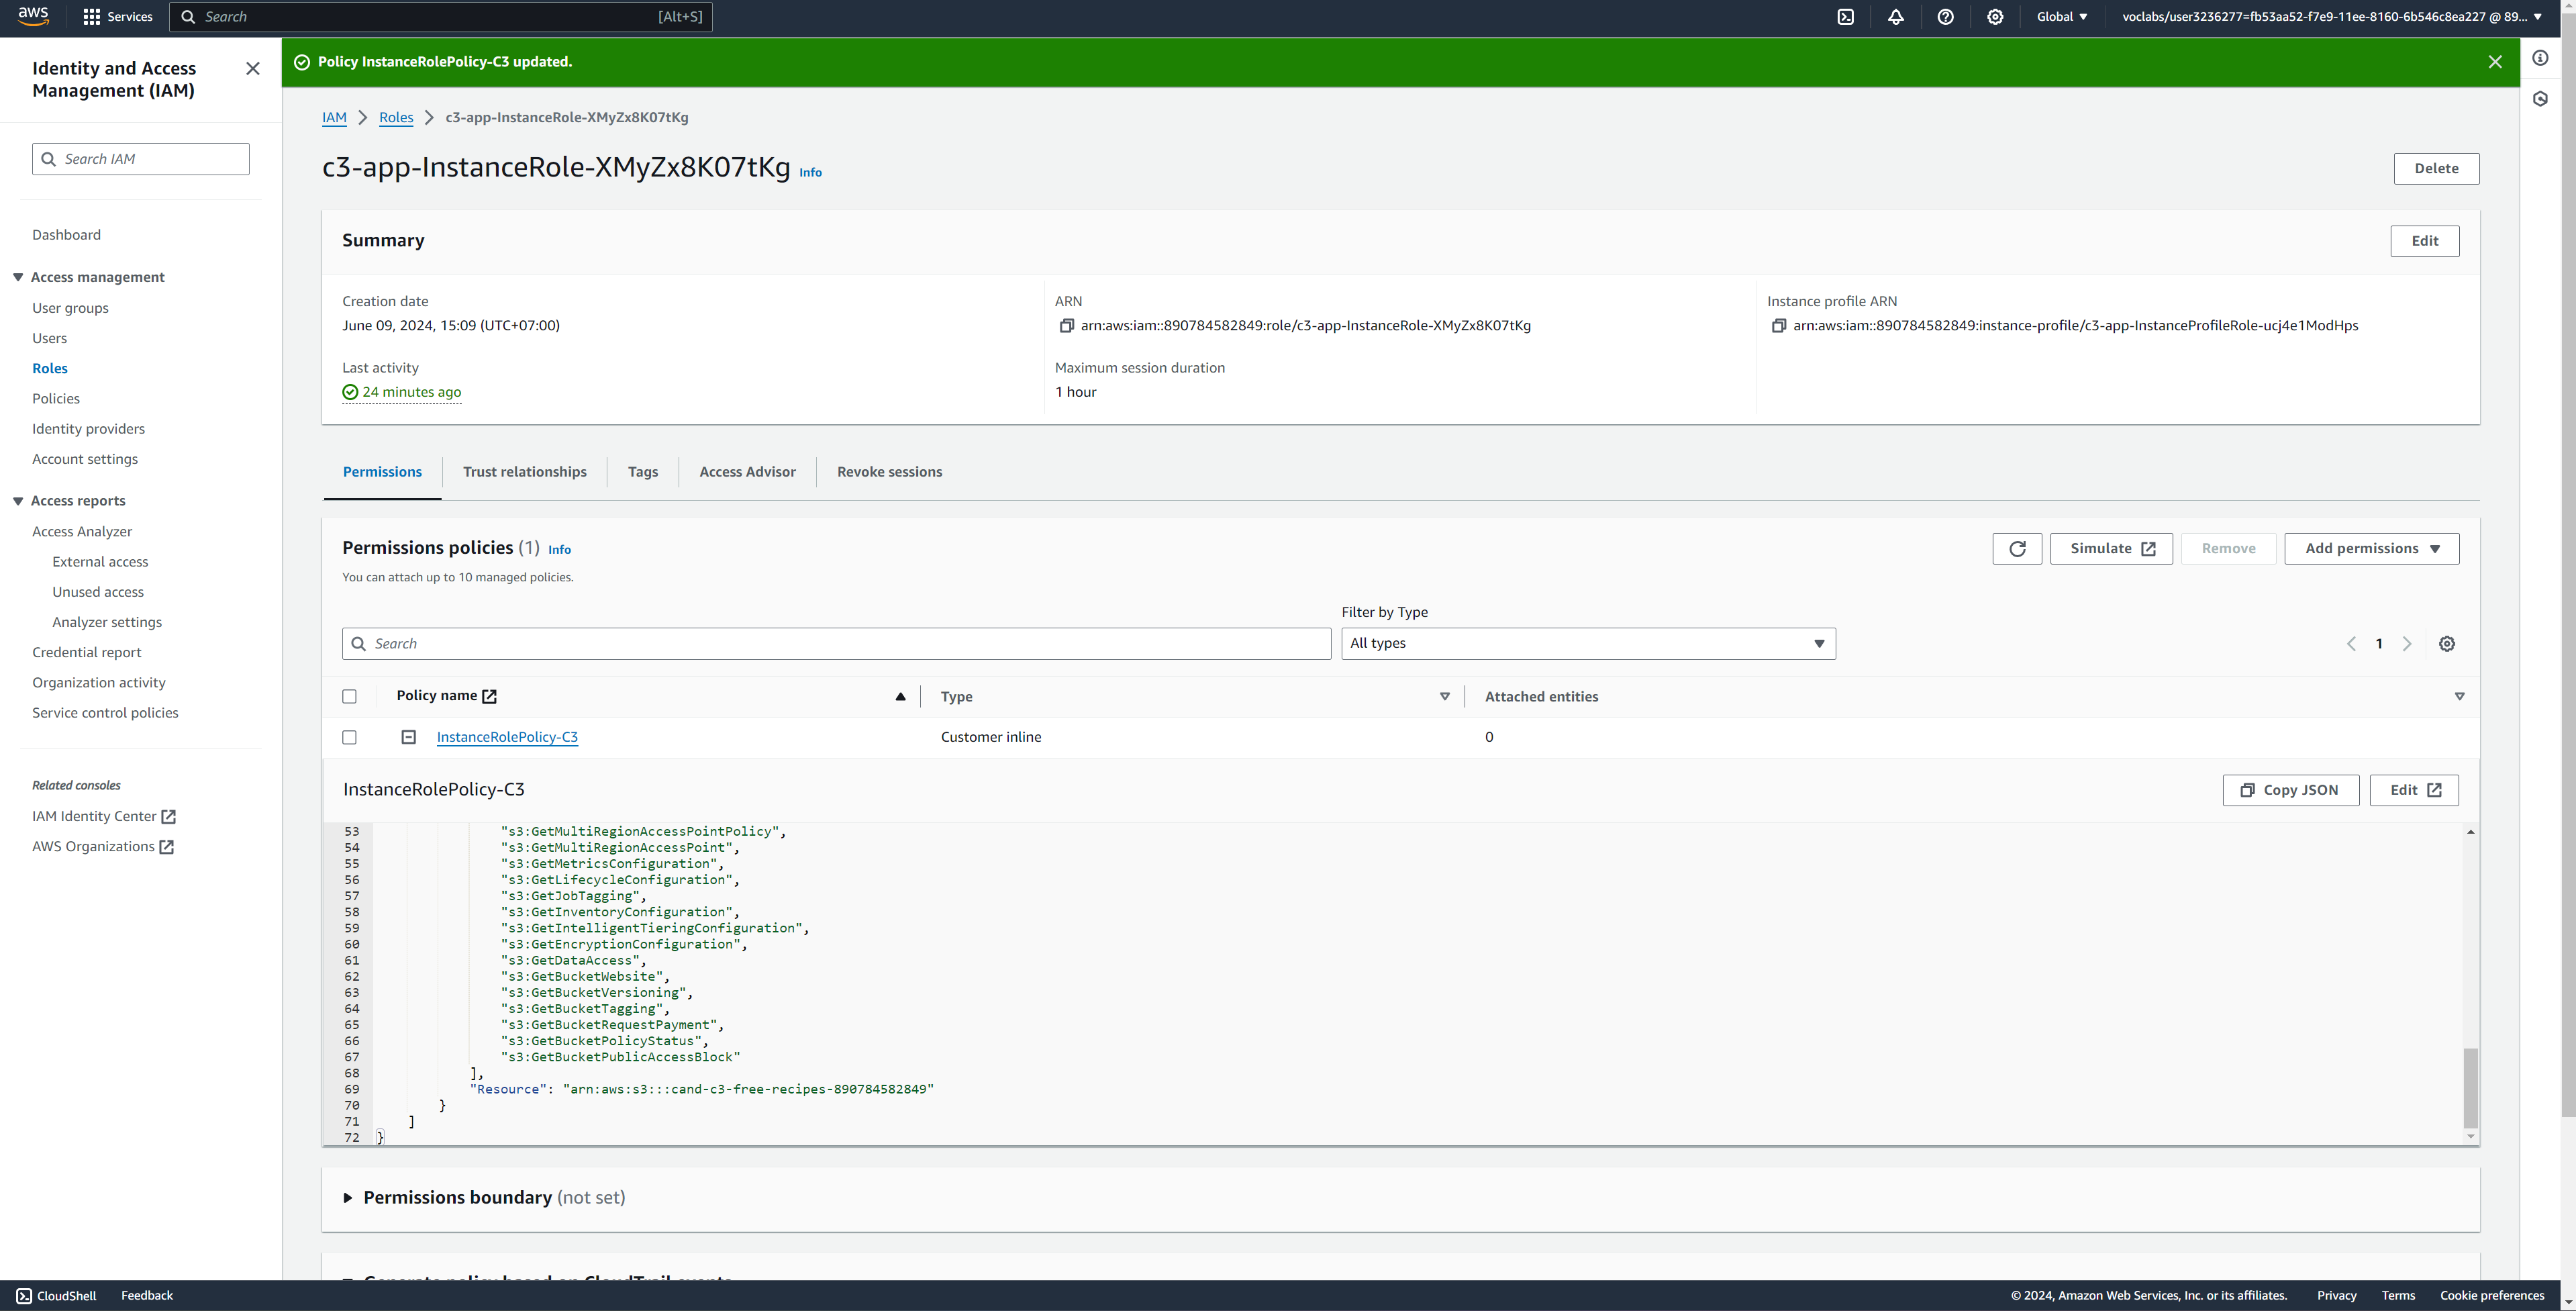 aws
Services
Search
[Alt+S]
Global
voclabs/user3236277=fb53aa52-f7e9-11ee-8160-6b546c8ea227 @ 89...
Identity and Access
Management (IAM)
Search IAM
Dashboard
Access management
User groups
Users
Roles
Policies
Identity providers
Account settings
Access reports
Access Analyzer
External access
Unused access
Analyzer settings
Credential report
Organization activity
Service control policies
Related consoles
IAM Identity Center
AWS Organizations
Policy InstanceRolePolicy-C3 updated.
IAM > Roles > c3-app-InstanceRole-XMyZx8K07tKg
c3-app-InstanceRole-XMyZx8K07tKg Info
Delete
Summary
Edit
Creation date
June 09, 2024, 15:09 (UTC+07:00)
Last activity
24 minutes ago
ARN
arn:aws:iam::890784582849:role/c3-app-InstanceRole-XMyZx8K07tKg
Maximum session duration
1 hour
Instance profile ARN
arn:aws:iam::890784582849:instance-profile/c3-app-InstanceProfileRole-ucj4e1ModHps
Permissions
Trust relationships
Tags
Access Advisor
Revoke sessions
Permissions policies (1) Info
You can attach up to 10 managed policies.
Simulate
Remove
Add permissions
Filter by Type
Search
All types
1
Policy name
Type
Attached entities
InstanceRolePolicy-C3
Customer inline
0
InstanceRolePolicy-C3
Copy JSON
Edit
53 "s3:GetMultiRegionAccessPointPolicy",
54 "s3:GetMultiRegionAccessPoint",
55 "s3:GetMetricsConfiguration",
56 "s3:GetLifecycleConfiguration",
57 "s3:GetJobTagging",
58 "s3:GetInventoryConfiguration",
59 "s3:GetIntelligentTieringConfiguration",
60 "s3:GetEncryptionConfiguration",
61 "s3:GetDataAccess",
62 "s3:GetBucketWebsite",
63 "s3:GetBucketVersioning",
64 "s3:GetBucketTagging",
65 "s3:GetBucketRequestPayment",
66 "s3:GetBucketPolicyStatus",
67 "s3:GetBucketPublicAccessBlock"
68 ],
69 "Resource": "arn:aws:s3:::cand-c3-free-recipes-890784582849"
70 }
71 ]
72 }
Permissions boundary (not set)
Generate policy based on CloudTrail events
CloudShell
Feedback
© 2024, Amazon Web Services, Inc. or its affiliates.
Privacy
Terms
Cookie preferences